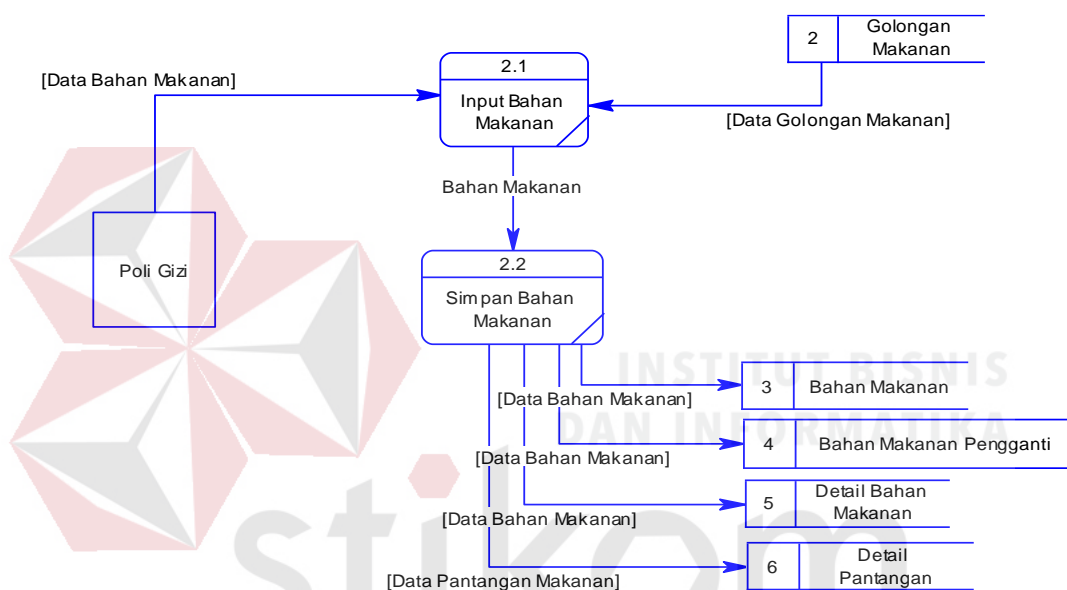 2
Golongan
Makanan
2.1
[Data Bahan Makanan]
Input Bahan
Makanan
[Data Golongan Makanan]
Bahan Makanan
Poli Gizi
2.2
Simpan Bahan
Makanan
INSTITUT BISNIS
DAN INFORMATIKA
stikom
3
Bahan Makanan
[Data Bahan Makanan]
4
Bahan Makanan Pengganti
[Data Bahan Makanan]
5
Detail Bahan
Makanan
[Data Bahan Makanan]
6
Detail
Pantangan
[Data Pantangan Makanan]